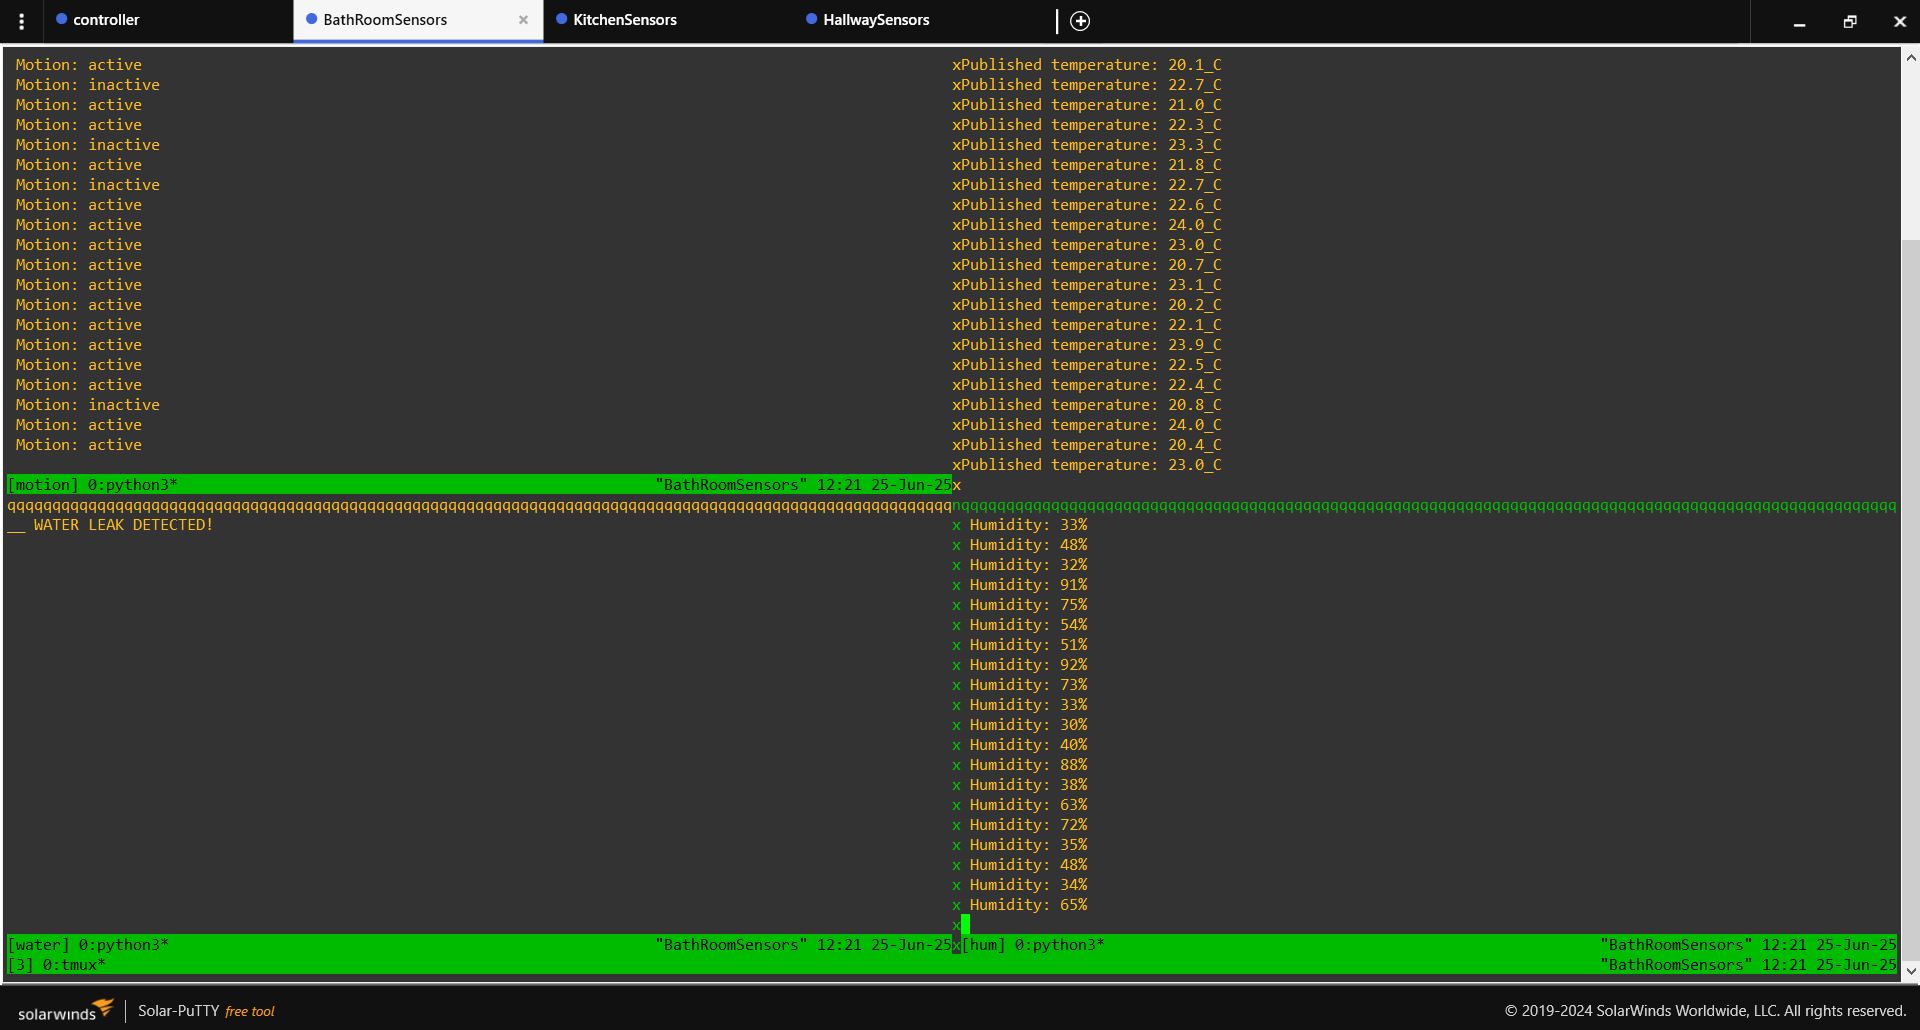 controller
BathRoomSensors ×
KitchenSensors
HallwaySensors
Motion: active
Motion: inactive
Motion: active
Motion: active
Motion: inactive
Motion: active
Motion: inactive
Motion: active
Motion: active
Motion: active
Motion: active
Motion: active
Motion: active
Motion: active
Motion: active
Motion: active
Motion: active
Motion: inactive
Motion: active
Motion: active
[motion] 0:python3* "BathRoomSensors" 12:21 25-Jun-25
xPublished temperature: 20.1_C
xPublished temperature: 22.7_C
xPublished temperature: 21.0_C
xPublished temperature: 22.3_C
xPublished temperature: 23.3_C
xPublished temperature: 21.8_C
xPublished temperature: 22.7_C
xPublished temperature: 22.6_C
xPublished temperature: 24.0_C
xPublished temperature: 23.0_C
xPublished temperature: 20.7_C
xPublished temperature: 23.1_C
xPublished temperature: 20.2_C
xPublished temperature: 22.1_C
xPublished temperature: 23.9_C
xPublished temperature: 22.5_C
xPublished temperature: 22.4_C
xPublished temperature: 20.8_C
xPublished temperature: 24.0_C
xPublished temperature: 20.4_C
xPublished temperature: 23.0_C
x
__ WATER LEAK DETECTED!
[water] 0:python3* "BathRoomSensors" 12:21 25-Jun-25
x Humidity: 33%
x Humidity: 48%
x Humidity: 32%
x Humidity: 91%
x Humidity: 75%
x Humidity: 54%
x Humidity: 51%
x Humidity: 92%
x Humidity: 73%
x Humidity: 33%
x Humidity: 30%
x Humidity: 40%
x Humidity: 88%
x Humidity: 38%
x Humidity: 63%
x Humidity: 72%
x Humidity: 35%
x Humidity: 48%
x Humidity: 34%
x Humidity: 65%
x
x[hum] 0:python3* "BathRoomSensors" 12:21 25-Jun-25
[3] 0:tmux* "BathRoomSensors" 12:21 25-Jun-25
solarwinds
Solar-PuTTY free tool
© 2019-2024 SolarWinds Worldwide, LLC. All rights reserved.